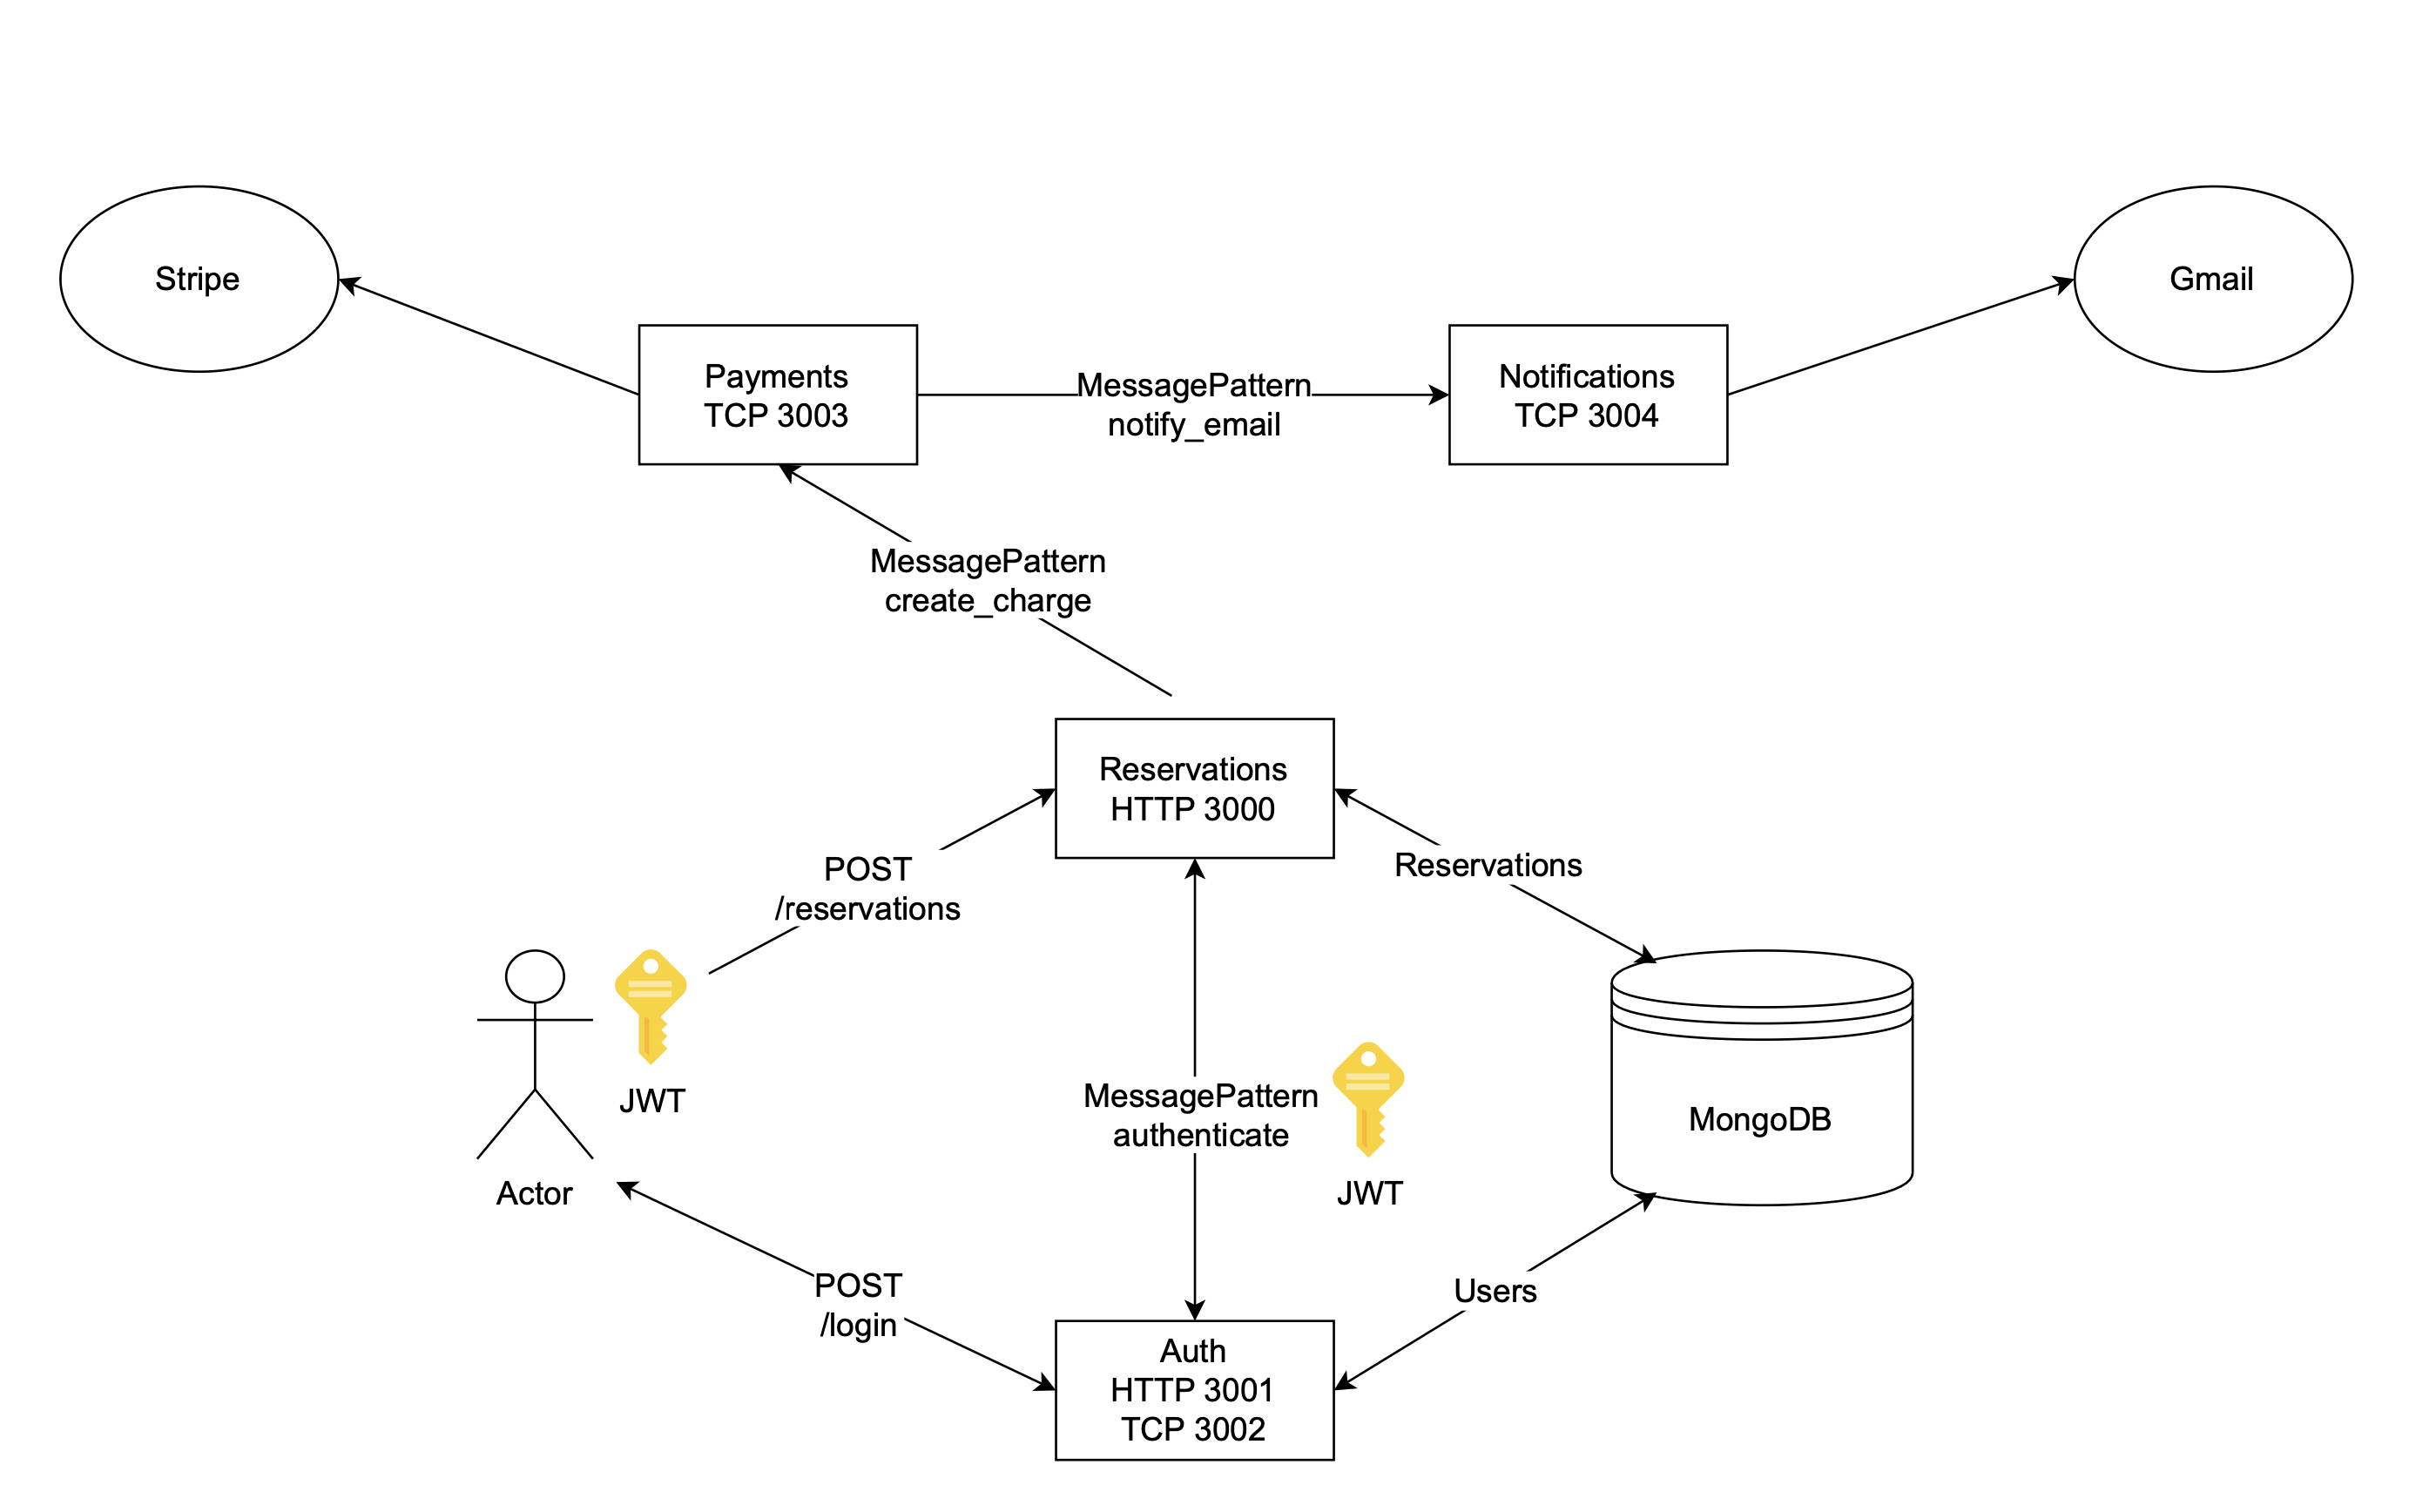 Stripe
Gmail
Payments
TCP 3003
MessagePattern
notify_email
Notifications
TCP 3004
MessagePattern
create_charge
Reservations
HTTP 3000
POST
/reservations
Reservations
JWT
Actor
MessagePattern
authenticate
JWT
MongoDB
POST
/login
Users
Auth
HTTP 3001
TCP 3002